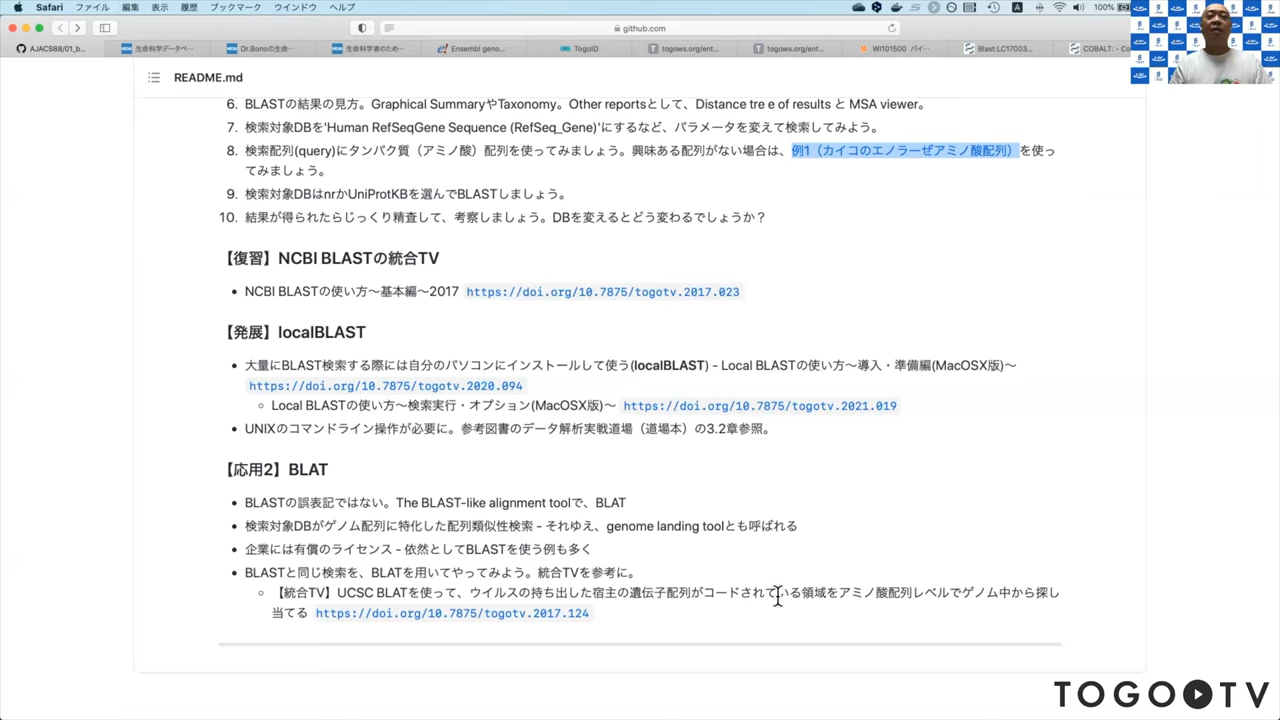 Safari ファイル 編集 表示 履歴 ブックマーク ウインドウ ヘルプ
100%
github.com
AJACS88/01_b...
生命科学データベ...
Dr.Bonoの生命...
生命科学者のため...
Ensembl geno...
TogoID
togows.org/ent...
togows.org/ent...
WI101500 バイ...
Blast:LC17003...
COBALT: - Co
README.md
6. BLASTの結果の見方。Graphical SummaryやTaxonomy。Other reportsとして、Distance tre e of results と MSA viewer。
7. 検索対象DBを'Human RefSeqGene Sequence (RefSeq_Gene)'にするなど、パラメータを変えて検索してみよう。
8. 検索配列(query)にタンパク質（アミノ酸）配列を使ってみましょう。興味ある配列がない場合は、例1（カイコのエノラーゼアミノ酸配列）を使っ
てみましょう。
9. 検索対象DBはnrかUniProtKBを選んでBLASTしましょう。
10. 結果が得られたらじっくり精査して、考察しましょう。DBを変えるとどう変わるでしょうか？
【復習】NCBI BLASTの統合TV
• NCBI BLASTの使い方〜基本編〜2017 https://doi.org/10.7875/togotv.2017.023
【発展】localBLAST
• 大量にBLAST検索する際には自分のパソコンにインストールして使う(localBLAST) - Local BLASTの使い方〜導入・準備編(MacOSX版)〜
https://doi.org/10.7875/togotv.2020.094
◦ Local BLASTの使い方〜検索実行・オプション(MacOSX版)〜 https://doi.org/10.7875/togotv.2021.019
• UNIXのコマンドライン操作が必要に。参考図書のデータ解析実戦道場（道場本）の3.2章参照。
【応用2】BLAT
• BLASTの誤表記ではない。The BLAST-like alignment toolで、BLAT
• 検索対象DBがゲノム配列に特化した配列類似性検索 - それゆえ、genome landing toolとも呼ばれる
• 企業には有償のライセンス - 依然としてBLASTを使う例も多く
• BLASTと同じ検索を、BLATを用いてやってみよう。統合TVを参考に。
◦ 【統合TV】UCSC BLATを使って、ウイルスの持ち出した宿主の遺伝子配列がコードされている領域をアミノ酸配列レベルでゲノム中から探し
当てる https://doi.org/10.7875/togotv.2017.124
TOGO TV